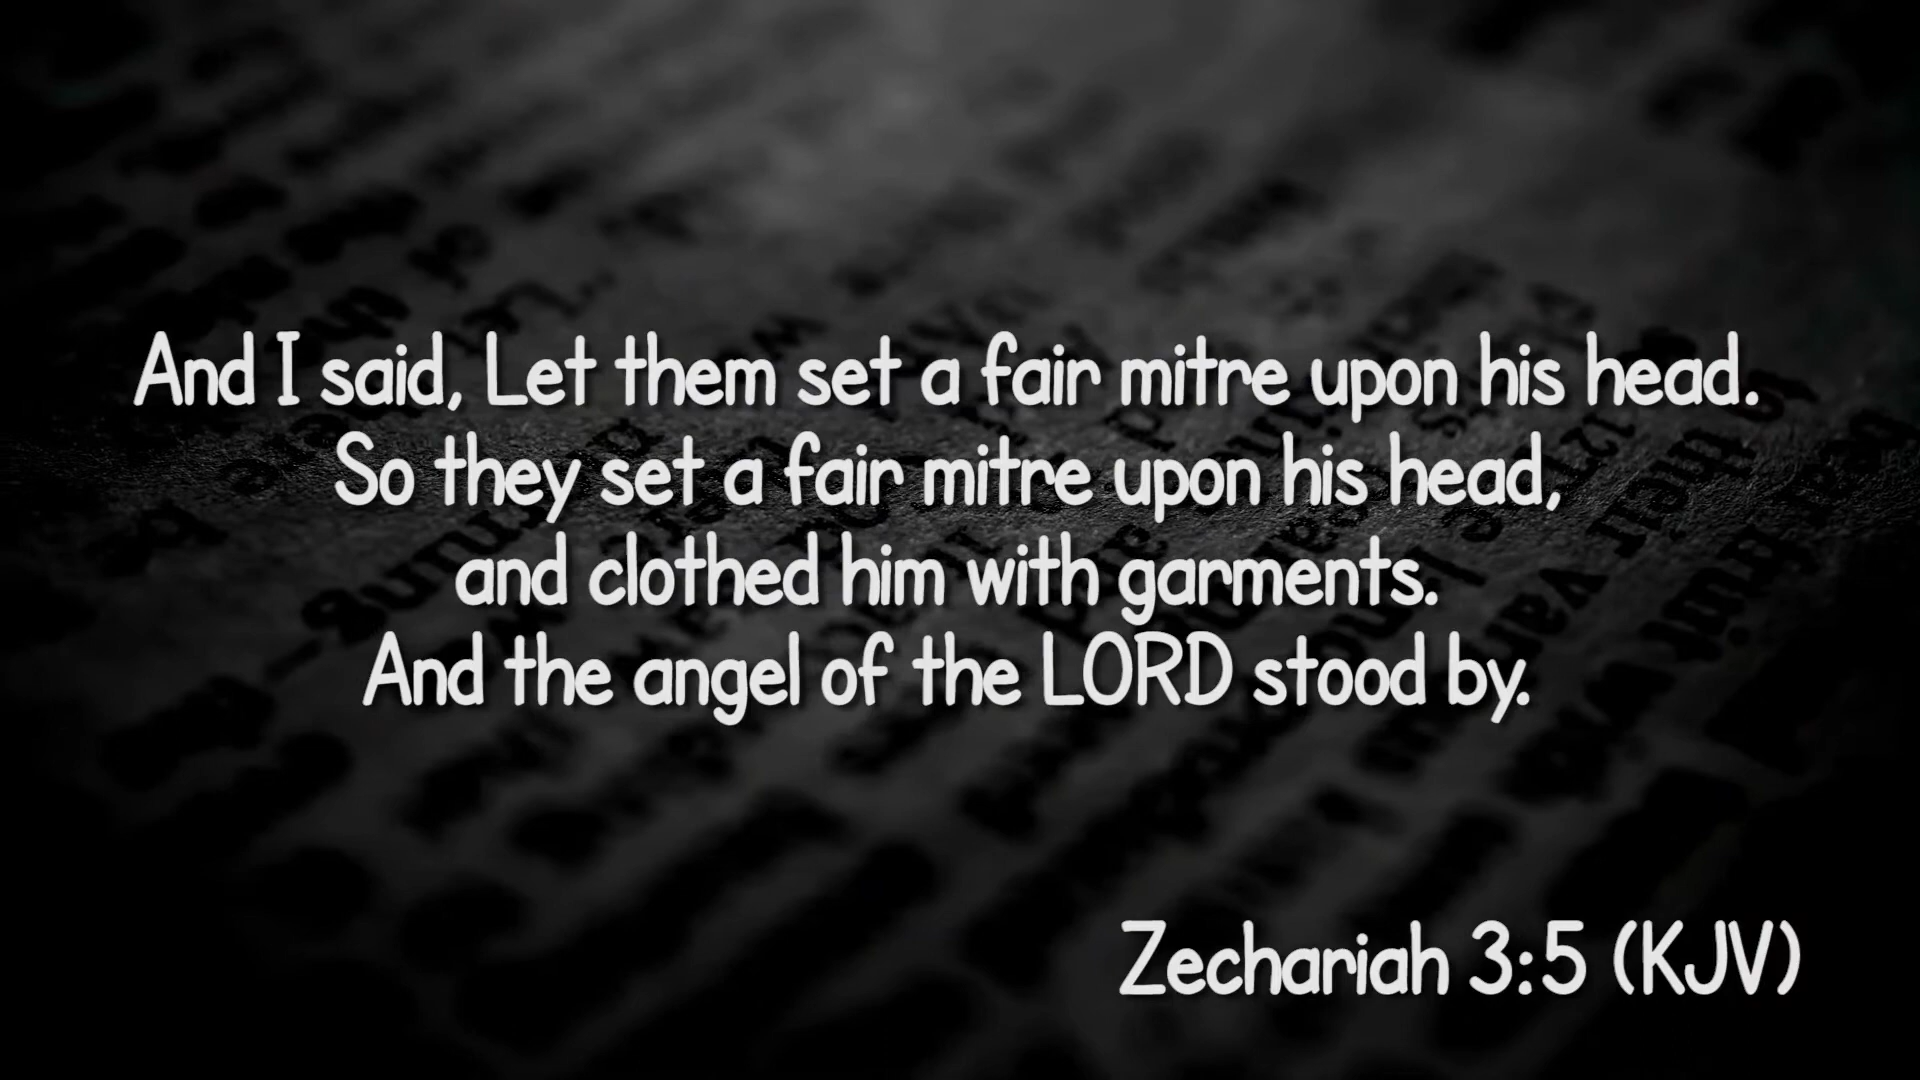 And I said, Let them set a fair mitre upon his head.
So they set a fair mitre upon his head,
and clothed him with garments.
And the angel of the LORD stood by.
Zechariah 3:5 (KJV)